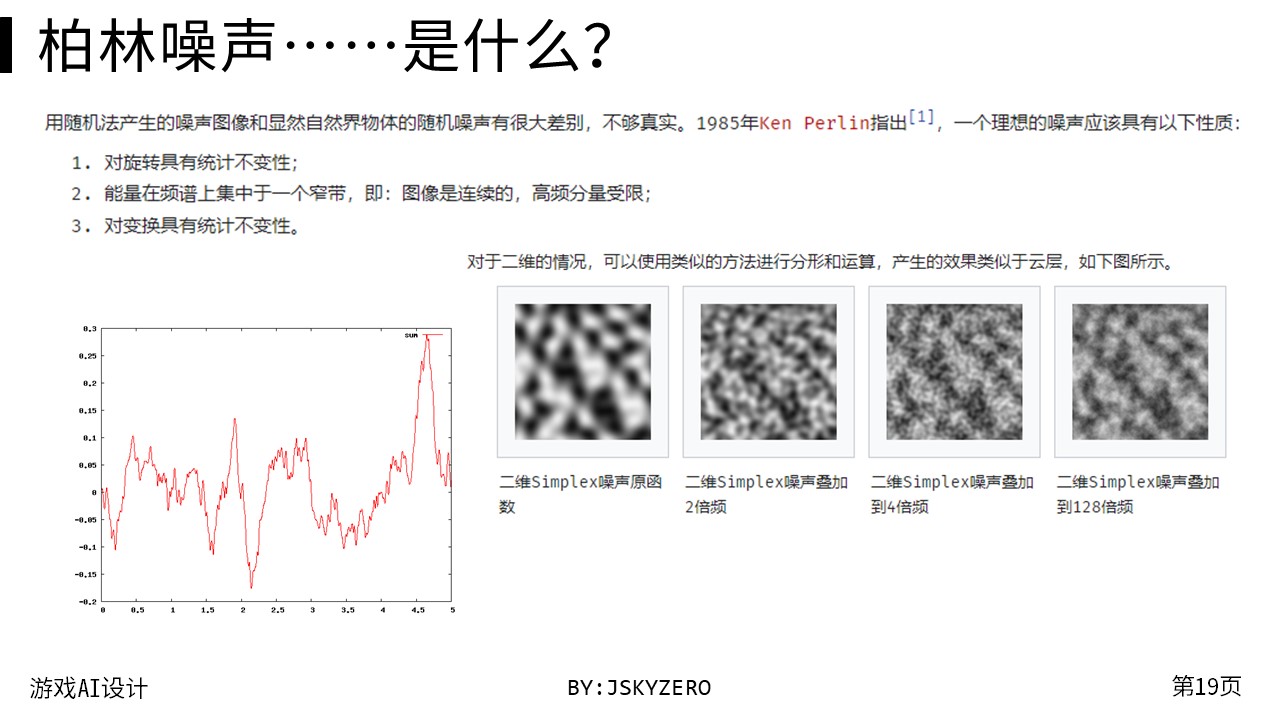 柏林噪声……是什么？
用随机法产生的噪声图像和显然自然界物体的随机噪声有很大差别，不够真实。1985年Ken Perlin指出[1]，一个理想的噪声应该具有以下性质：
1. 对旋转具有统计不变性；
2. 能量在频谱上集中于一个窄带，即：图像是连续的，高频分量受限；
3. 对变换具有统计不变性。
对于二维的情况，可以使用类似的方法进行分形和运算，产生的效果类似于云层，如下图所示。
0.3
0.25
0.2
0.15
0.1
0.05
0
-0.05
-0.1
-0.15
-0.2
0 0.5 1 1.5 2 2.5 3 3.5 4 4.5 5
SUM
二维Simplex噪声原函
数
二维Simplex噪声叠加
2倍频
二维Simplex噪声叠加
到4倍频
二维Simplex噪声叠加
到128倍频
游戏AI设计
BY:JSKYZERO
第19页